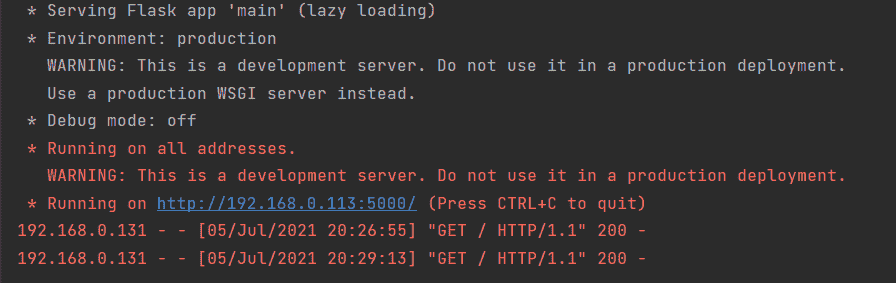 * Serving Flask app 'main' (lazy loading)
* Environment: production
WARNING: This is a development server. Do not use it in a production deployment.
Use a production WSGI server instead.
* Debug mode: off
* Running on all addresses.
WARNING: This is a development server. Do not use it in a production deployment.
* Running on http://192.168.0.113:5000/ (Press CTRL+C to quit)
192.168.0.131 - - [05/Jul/2021 20:26:55] "GET / HTTP/1.1" 200 -
192.168.0.131 - - [05/Jul/2021 20:29:13] "GET / HTTP/1.1" 200 -